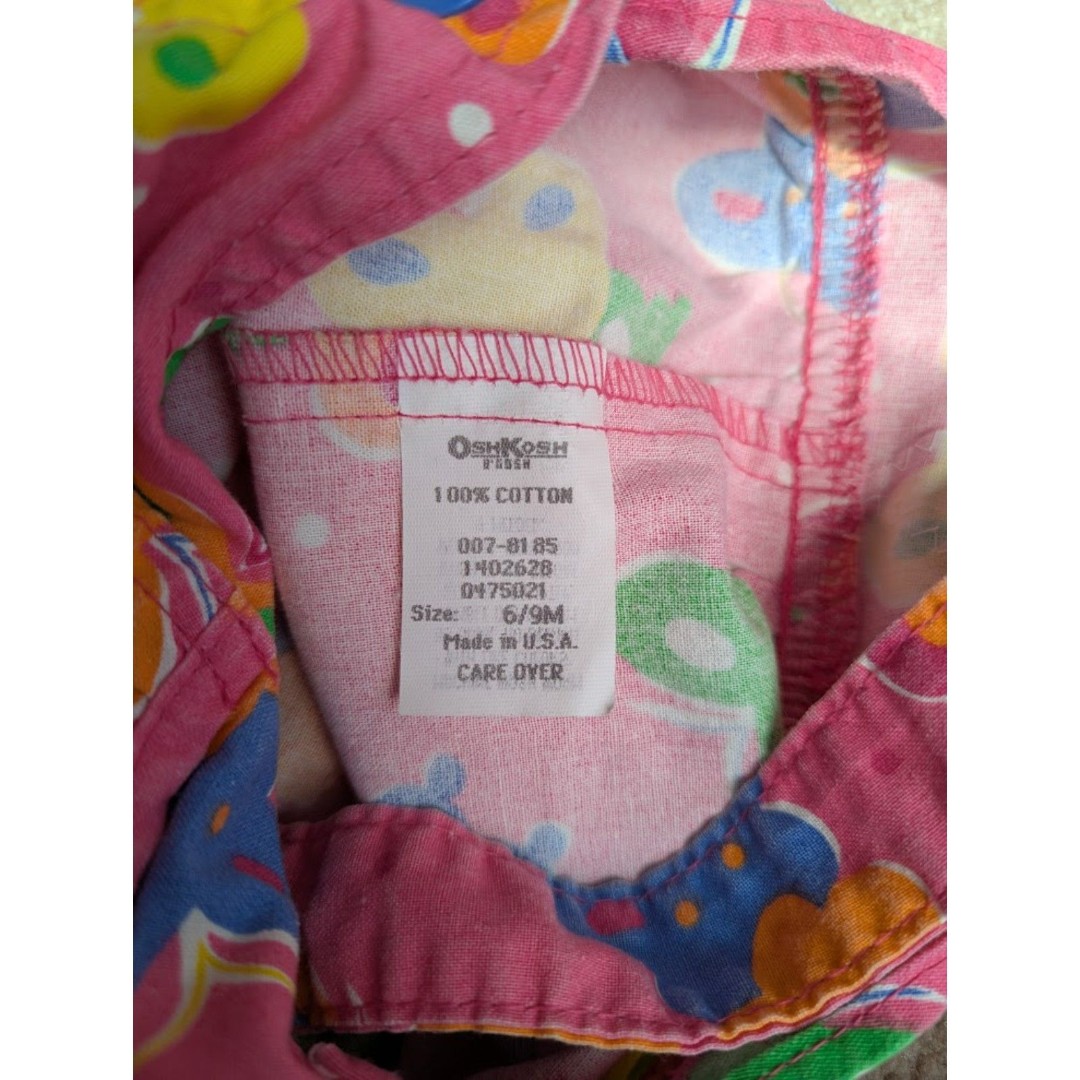 OSHKOSH
B'GOSH
100% COTTON
007-8185
1402628
0475021
Size: 6/9M
Made in U.S.A.
CARE OVER